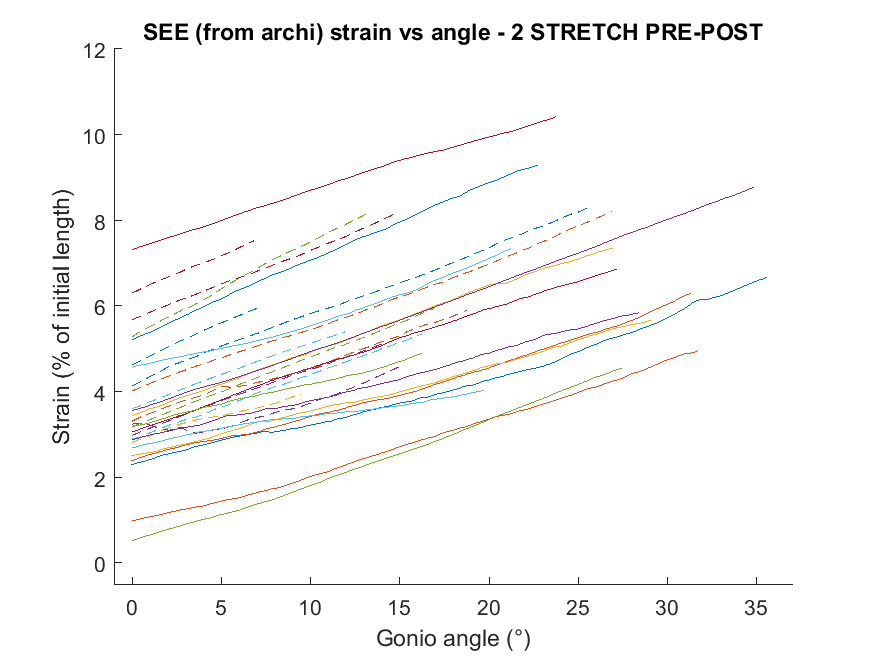 SEE (from archi) strain vs angle - 2 STRETCH PRE-POST
12
10
8
6
4
2
0
Strain (% of initial length)
0 5 10 15 20 25 30 35
Gonio angle (°)